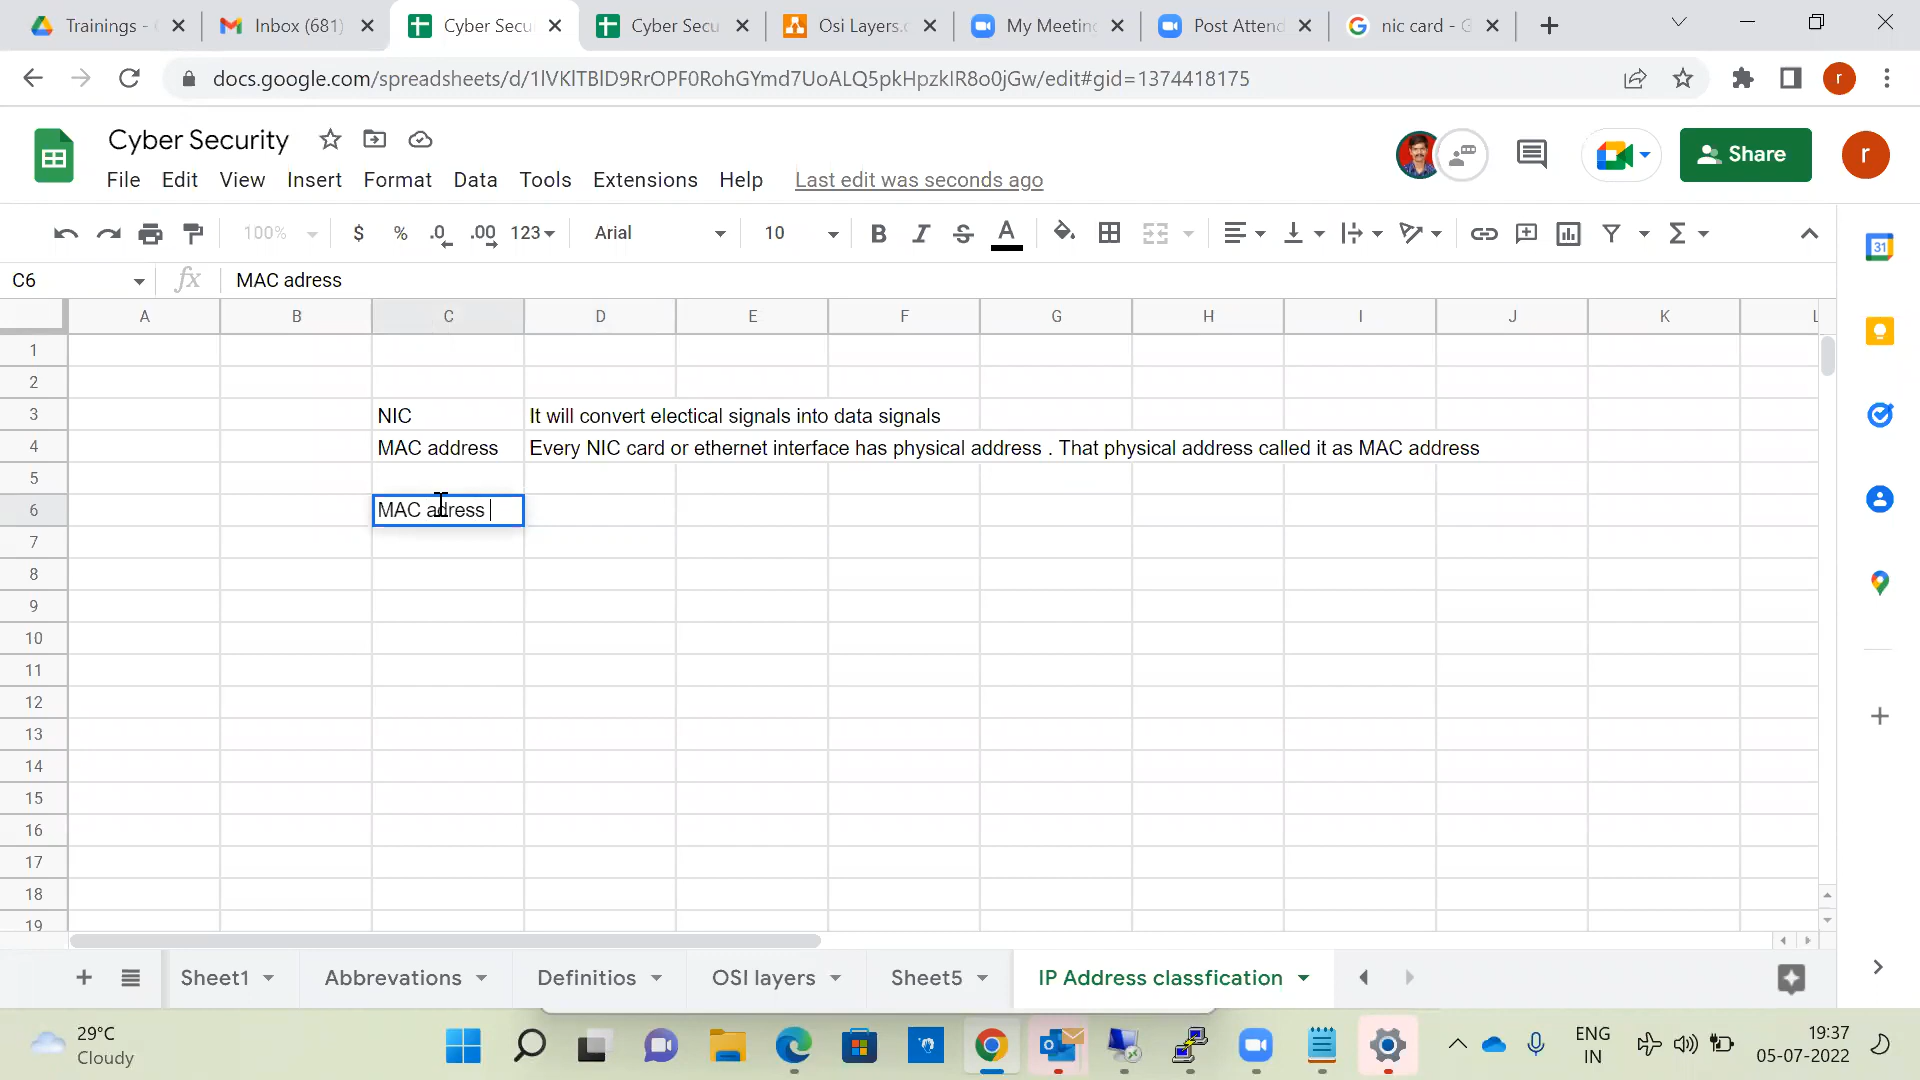 Trainings -
Inbox (681)
Cyber Secu
Cyber Secu
Osi Layers.c
My Meetin
Post Attend
nic card - G
docs.google.com/spreadsheets/d/1lVKlTBlD9RrOPF0RohGYmd7UoALQ5pkHpzkIR8o0jGw/edit#gid=1374418175
r
Cyber Security
Share
r
File Edit View Insert Format Data Tools Extensions Help Last edit was seconds ago
100% $ % .0 .00 123 Arial 10 B I S A
31
C6 fx MAC adress
A B C D E F G H I J K L
1
2
3 NIC It will convert electical signals into data signals
4 MAC address Every NIC card or ethernet interface has physical address . That physical address called it as MAC address
5
6 MAC adress
7
8
9
10
11
12
13
14
15
16
17
18
19
Sheet1 Abbrevations Definitios OSI layers Sheet5 IP Address classfication
29°C
Cloudy
ENG
IN
19:37
05-07-2022